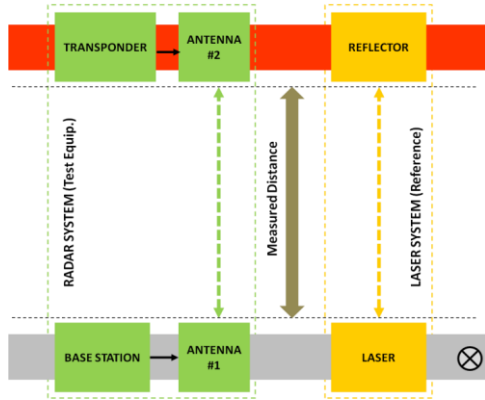 TRANSPONDER
ANTENNA
#2
REFLECTOR
RADAR SYSTEM (Test Equip.)
Measured Distance
LASER SYSTEM (Reference)
BASE STATION
ANTENNA
#1
LASER